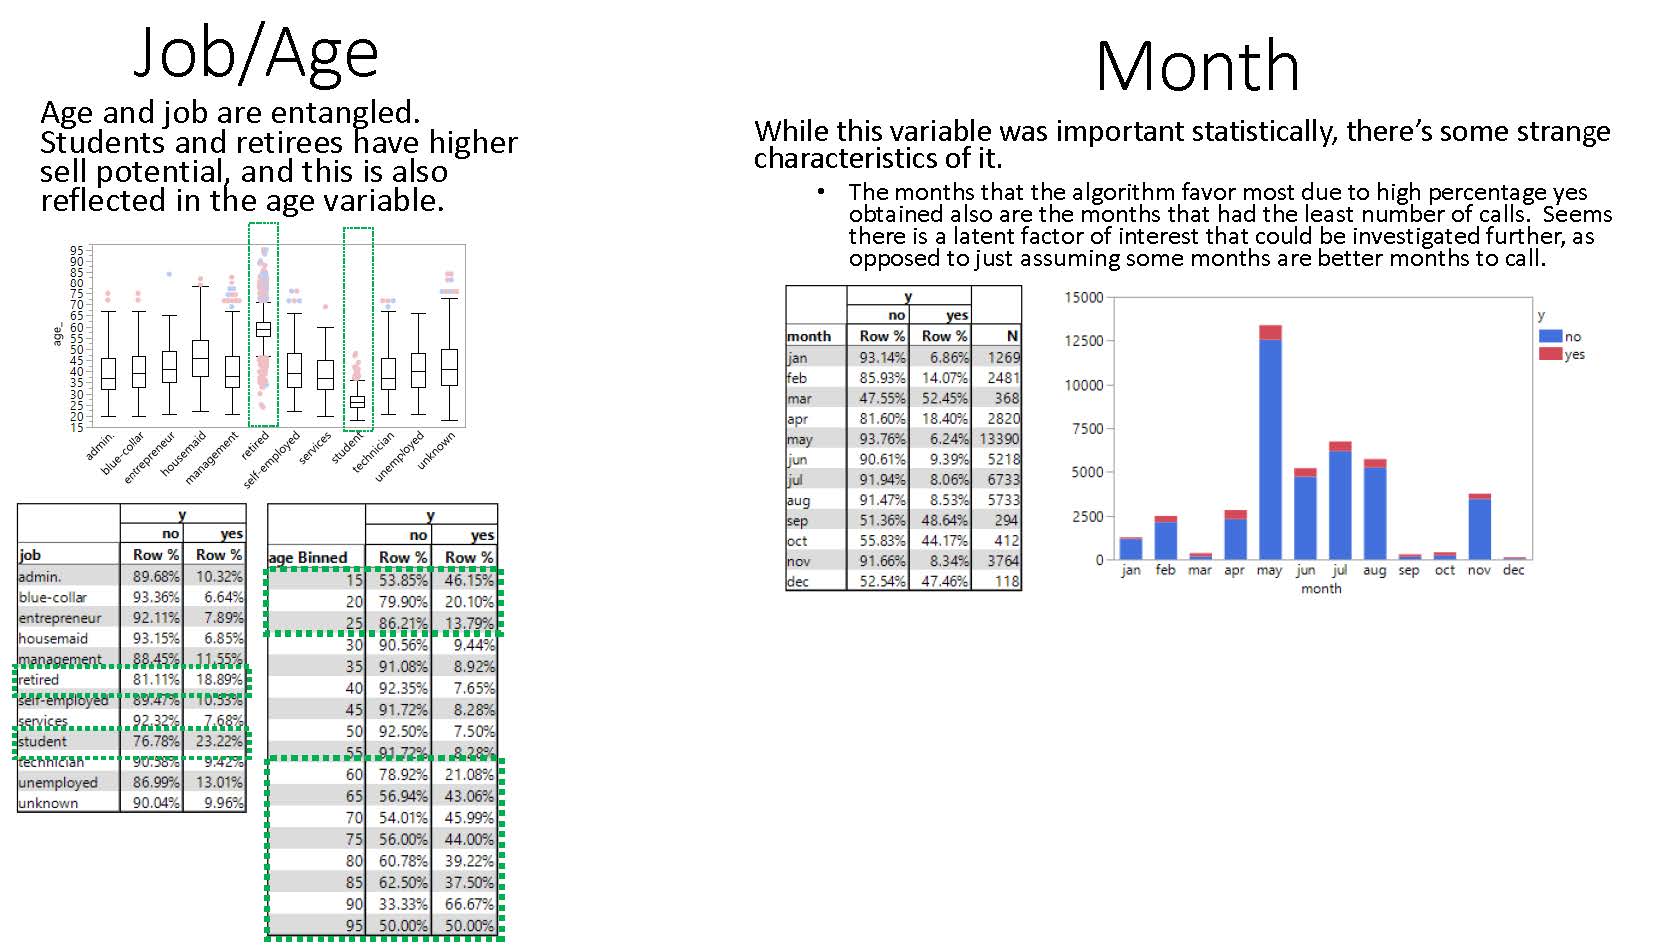 Job/Age
Age and job are entangled.
Students and retirees have higher
sell potential, and this is also
reflected in the age variable.
age_
95
90
85
80
75
70
65
60
55
50
45
40
35
30
25
20
15
admin.
blue-collar
entrepreneur
housemaid
management
retired
self-employed
services
student
technician
unemployed
unknown
y
no yes
job Row % Row %
admin. 89.68% 10.32%
blue-collar 93.36% 6.64%
entrepreneur 92.11% 7.89%
housemaid 93.15% 6.85%
management 88.45% 11.55%
retired 81.11% 18.89%
self-employed 89.47% 10.53%
services 92.32% 7.68%
student 76.78% 23.22%
technician 90.58% 9.42%
unemployed 86.99% 13.01%
unknown 90.04% 9.96%
y
no yes
age Binned Row % Row %
15 53.85% 46.15%
20 79.90% 20.10%
25 86.21% 13.79%
30 90.56% 9.44%
35 91.08% 8.92%
40 92.35% 7.65%
45 91.72% 8.28%
50 92.50% 7.50%
55 91.72% 8.28%
60 78.92% 21.08%
65 56.94% 43.06%
70 54.01% 45.99%
75 56.00% 44.00%
80 60.78% 39.22%
85 62.50% 37.50%
90 33.33% 66.67%
95 50.00% 50.00%
Month
While this variable was important statistically, there’s some strange
characteristics of it.
• The months that the algorithm favor most due to high percentage yes
obtained also are the months that had the least number of calls. Seems
there is a latent factor of interest that could be investigated further, as
opposed to just assuming some months are better months to call.
y
no yes
month Row % Row % N
jan 93.14% 6.86% 1269
feb 85.93% 14.07% 2481
mar 47.55% 52.45% 368
apr 81.60% 18.40% 2820
may 93.76% 6.24% 13390
jun 90.61% 9.39% 5218
jul 91.94% 8.06% 6733
aug 91.47% 8.53% 5733
sep 51.36% 48.64% 294
oct 55.83% 44.17% 412
nov 91.66% 8.34% 3764
dec 52.54% 47.46% 118
15000
12500
10000
7500
5000
2500
0
jan feb mar apr may jun jul aug sep oct nov dec
month
y
no
yes